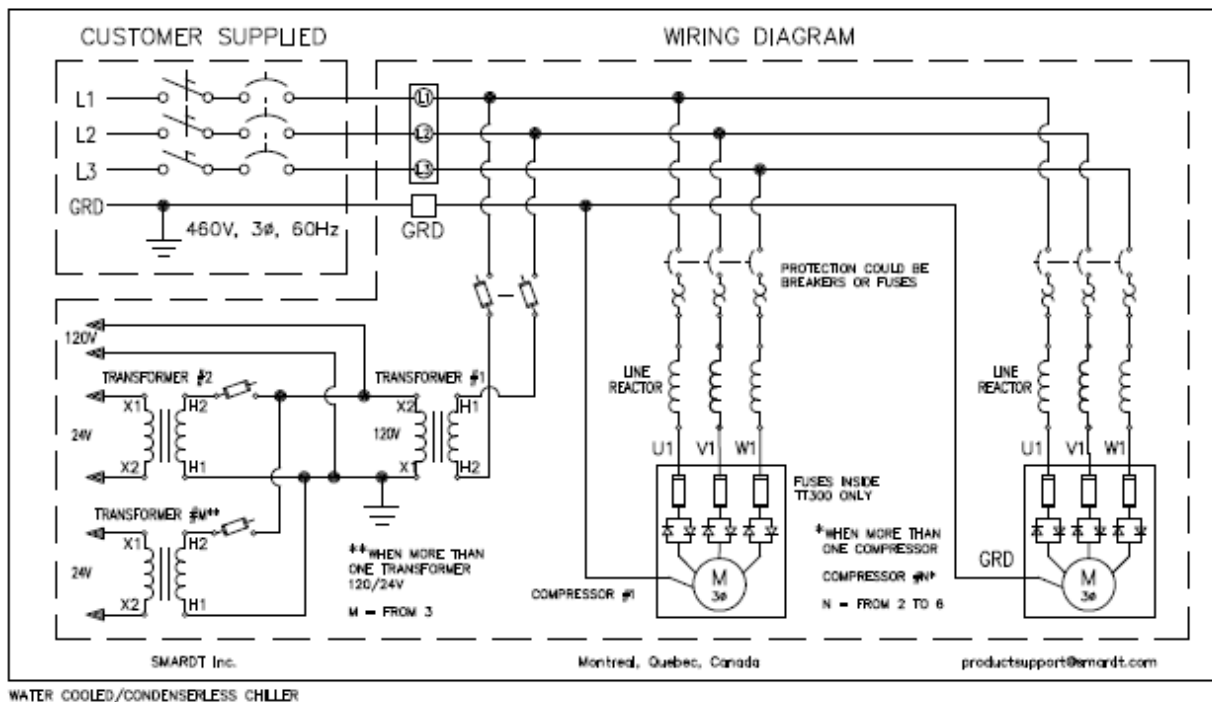 CUSTOMER SUPPLIED
WIRING DIAGRAM
L1
L2
L3
GRD
L1
L2
L3
GRD
460V, 3ø, 60Hz
PROTECTION COULD BE
BREAKERS OR FUSES
120V
TRANSFORMER #2
X1
H2
24V
X2
H1
TRANSFORMER #1
X2
H1
120V
X1
H2
TRANSFORMER #M**
X1
H2
24V
X2
H1
**WHEN MORE THAN
ONE TRANSFORMER
120/24V
M = FROM 3
LINE
REACTOR
U1
V1
W1
FUSES INSIDE
TT300 ONLY
M
3ø
COMPRESSOR #1
*WHEN MORE THAN
ONE COMPRESSOR
COMPRESSOR #N*
N = FROM 2 TO 6
LINE
REACTOR
U1
V1
W1
GRD
M
3ø
SMARDT Inc.
Montreal, Quebec, Canada
productsupport@smardt.com
WATER COOLED/CONDENSERLESS CHILLER